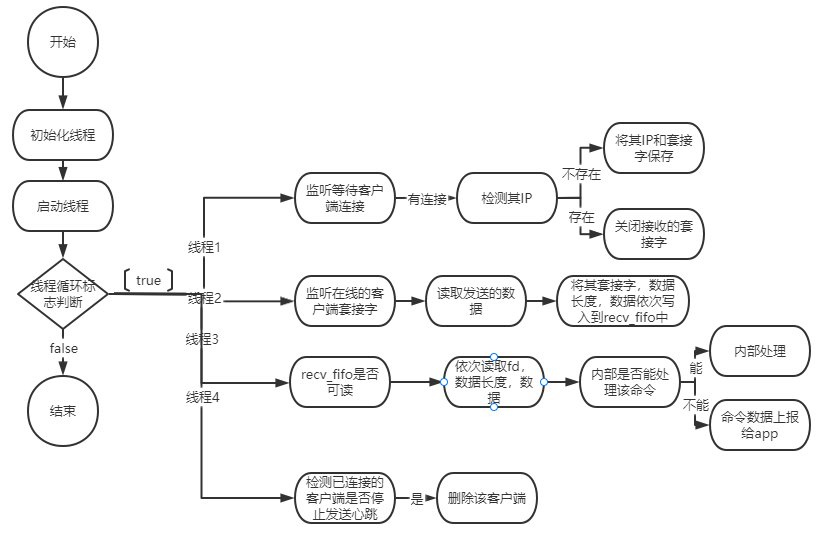 开始
初始化线程
启动线程
线程循环标
志判断
true
false
结束
线程1
监听等待客户
端连接
有连接
检测其IP
不存在
将其IP和套接
字保存
存在
关闭接收的套
接字
线程2
监听在线的客
户端套接字
读取发送的数
据
将其套接字，数据
长度，数据依次写
入到recv_fifo中
线程3
recv_fifo是否
可读
依次读取fd，
数据长度，数
据
内部是否能处
理该命令
能
内部处理
不能
命令数据上报
给app
线程4
检测已连接的
客户端是否停
止发送心跳
是
删除该客户端